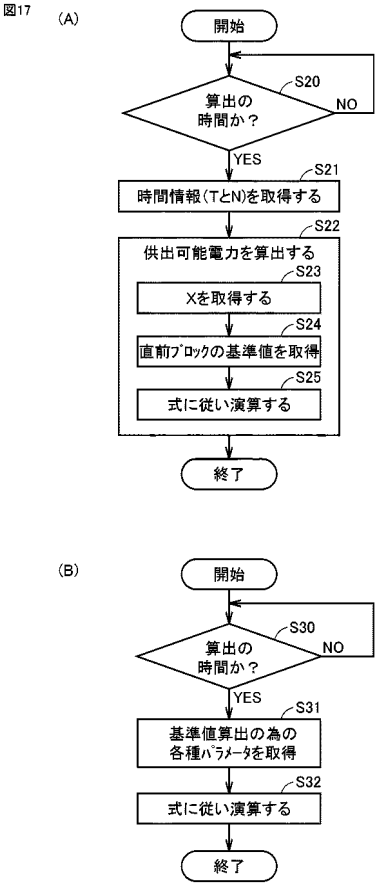 図17
(A)
開始
S20
算出の
時間か？
NO
YES
S21
時間情報(TとN)を取得する
S22
供出可能電力を算出する
S23
Xを取得する
S24
直前ﾌﾞﾛｯｸの基準値を取得
S25
式に従い演算する
終了
(B)
開始
S30
算出の
時間か？
NO
YES
S31
基準値算出の為の
各種ﾊﾟﾗﾒｰﾀを取得
S32
式に従い演算する
終了